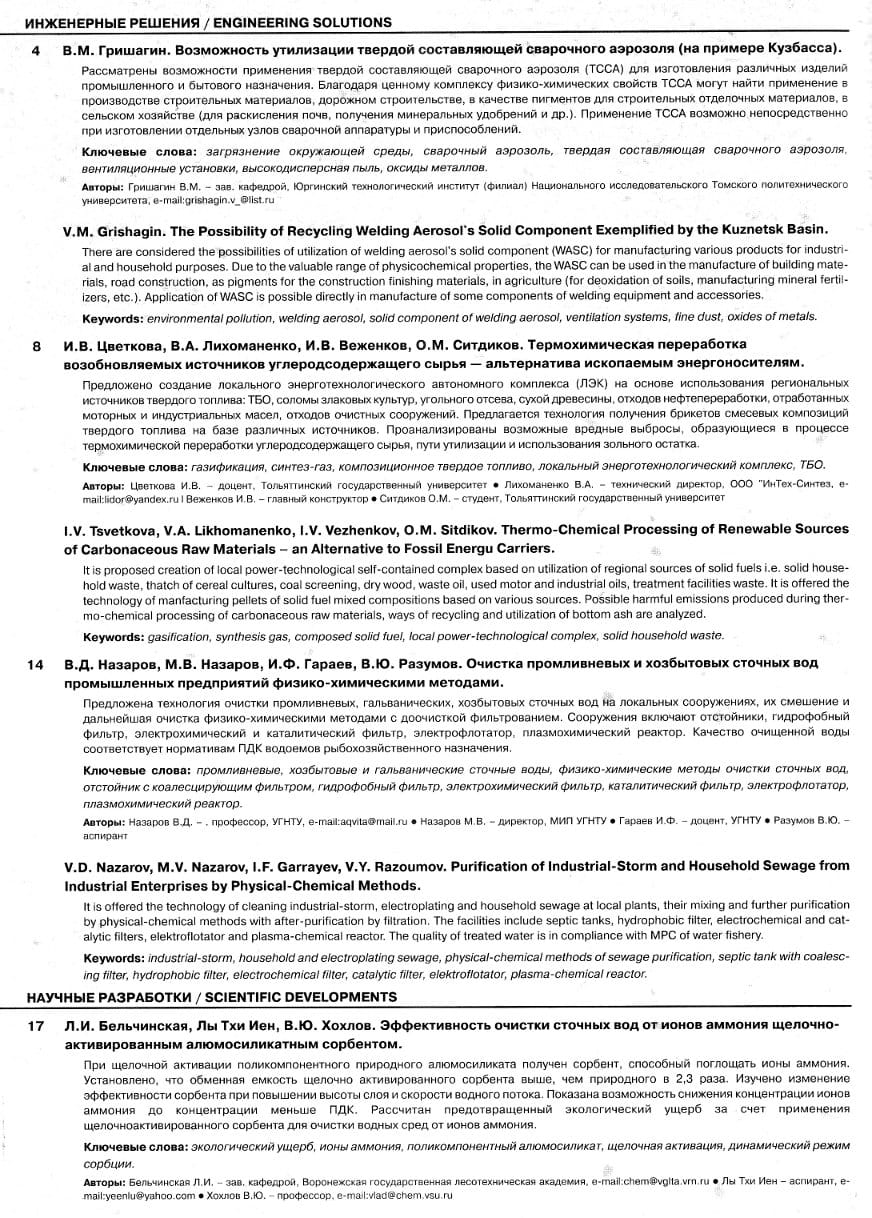 ИНЖЕНЕРНЫЕ РЕШЕНИЯ / ENGINEERING SOLUTIONS
4 В.М. Гришагин. Возможность утилизации твердой составляющей сварочного аэрозоля (на примере Кузбасса).
Рассматрены возможности применения твердой составляющей сварочного аэрозоля (ТССА) для изготовления различных изделий
промышленного и бытового назначения. Благодаря ценному комплексу физико-химических свойств ТССА могут найти применение в
производстве строительных материалов, дорожном строительстве, в качестве пигментов для строительных отделочных материалов, в
сельском хозяйстве (для раскисления почв, получения минеральных удобрений и др.). Применение ТССА возможно непосредственно
при изготовлении отдельных узлов сварочной аппаратуры и приспособлений.
Ключевые слова: загрязнение окружающей среды, сварочный аэрозоль, твердая составляющая сварочного аэрозоля,
вентиляционные установки, высокодисперсная пыль, оксиды металлов.
Авторы: Гришагин В.М. – зав. кафедрой, Юргинский технологический институт (филиал) Национального исследовательского Томского политехнического
университета, e-mail:grishagin.v_@list.ru
V.M. Grishagin. The Possibility of Recycling Welding Aerosol's Solid Component Exemplified by the Kuznetsk Basin.
There are considered the possibilities of utilization of welding aerosol's solid component (WASC) for manufacturing various products for industri-
al and household purposes. Due to the valuable range of physicochemical properties, the WASC can be used in the manufacture of building mate-
rials, road construction, as pigments for the construction finishing materials, in agriculture (for deoxidation of soils, manufacturing mineral fertil-
izers, etc.). Application of WASC is possible directly in manufacture of some components of welding equipment and accessories.
Keywords: environmental pollution, welding aerosol, solid component of welding aerosol, ventilation systems, fine dust, oxides of metals.
8 И.В. Цветкова, В.А. Лихоманенко, И.В. Веженков, О.М. Ситдиков. Термохимическая переработка
возобновляемых источников углеродсодержащего сырья — альтернатива ископаемым энергоносителям.
Предложено создание локального энерготехнологического автономного комплекса (ЛЭК) на основе использования региональных
источников твердого топлива: ТБО, соломы злаковых культур, угольного отсева, сухой древесины, отходов нефтепереработки, отработанных
моторных и индустриальных масел, отходов очистных сооружений. Предлагается технология получения брикетов смесевых композиций
твердого топлива на базе различных источников. Проанализированы возможные вредные выбросы, образующиеся в процессе
термохимической переработки углеродсодержащего сырья, пути утилизации и использования зольного остатка.
Ключевые слова: газификация, синтез-газ, композиционное твердое топливо, локальный энерготехнологический комплекс, ТБО.
Авторы: Цветкова И.В. – доцент, Тольяттинский государственный университет ● Лихоманенко В.А. – технический директор, ООО "ИнТех-Синтез, e-
mail:lidor@yandex.ru l Веженков И.В. – главный конструктор ● Ситдиков О.М. – студент, Тольяттинский государственный университет
I.V. Tsvetkova, V.A. Likhomanenko, I.V. Vezhenkov, O.M. Sitdikov. Thermo-Chemical Processing of Renewable Sources
of Carbonaceous Raw Materials – an Alternative to Fossil Energu Carriers.
It is proposed creation of local power-technological self-contained complex based on utilization of regional sources of solid fuels i.e. solid house-
hold waste, thatch of cereal cultures, coal screening, dry wood, waste oil, used motor and industrial oils, treatment facilities waste. It is offered the
technology of manfacturing pellets of solid fuel mixed compositions based on various sources. Possible harmful emissions produced during ther-
mo-chemical processing of carbonaceous raw materials, ways of recycling and utilization of bottom ash are analyzed.
Keywords: gasification, synthesis gas, composed solid fuel, local power-technological complex, solid household waste.
14 В.Д. Назаров, М.В. Назаров, И.Ф. Гараев, В.Ю. Разумов. Очистка промливневых и хозбытовых сточных вод
промышленных предприятий физико-химическими методами.
Предложена технология очистки промливневых, гальванических, хозбытовых сточных вод на локальных сооружениях, их смешение и
дальнейшая очистка физико-химическими методами с доочисткой фильтрованием. Сооружения включают отстойники, гидрофобный
фильтр, электрохимический и каталитический фильтр, электрофлотатор, плазмохимический реактор. Качество очищенной воды
соответствует нормативам ПДК водоемов рыбохозяйственного назначения.
Ключевые слова: промливневые, хозбытовые и гальванические сточные воды, физико-химические методы очистки сточных вод,
отстойник с коалесцирующим фильтром, гидрофобный фильтр, электрохимический фильтр, каталитический фильтр, электрофлотатор,
плазмохимический реактор.
Авторы: Назаров В.Д. – . профессор, УГНТУ, e-mail:aqvita@mail.ru ● Назаров М.В. – директор, МИП УГНТУ ● Гараев И.Ф. – доцент, УГНТУ ● Разумов В.Ю. –
аспирант
V.D. Nazarov, M.V. Nazarov, I.F. Garrayev, V.Y. Razoumov. Purification of Industrial-Storm and Household Sewage from
Industrial Enterprises by Physical-Chemical Methods.
It is offered the technology of cleaning industrial-storm, electroplating and household sewage at local plants, their mixing and further purification
by physical-chemical methods with after-purification by filtration. The facilities include septic tanks, hydrophobic filter, electrochemical and cat-
alytic filters, elektroflotator and plasma-chemical reactor. The quality of treated water is in compliance with MPC of water fishery.
Keywords: industrial-storm, household and electroplating sewage, physical-chemical methods of sewage purification, septic tank with coalesc-
ing filter, hydrophobic filter, electrochemical filter, catalytic filter, elektroflotator, plasma-chemical reactor.
НАУЧНЫЕ РАЗРАБОТКИ / SCIENTIFIC DEVELOPMENTS
17 Л.И. Бельчинская, Лы Тхи Иен, В.Ю. Хохлов. Эффективность очистки сточных вод от ионов аммония щелочно-
активированным алюмосиликатным сорбентом.
При щелочной активации поликомпонентного природного алюмосиликата получен сорбент, способный поглощать ионы аммония.
Установлено, что обменная емкость щелочно активированного сорбента выше, чем природного в 2,3 раза. Изучено изменение
эффективности сорбента при повышении высоты слоя и скорости водного потока. Показана возможность снижения концентрации ионов
аммония до концентрации меньше ПДК. Рассчитан предотвращенный экологический ущерб за счет применения
щелочноактивированного сорбента для очистки водных сред от ионов аммония.
Ключевые слова: экологический ущерб, ионы аммония, поликомпонентный алюмосиликат, щелочная активация, динамический режим
сорбции.
Авторы: Бельчинская Л.И. – зав. кафедрой, Воронежская государственная лесотехническая академия, e-mail:chem@vglta.vrn.ru ● Лы Тхи Иен – аспирант, e-
mail:yeenlu@yahoo.com ● Хохлов В.Ю. – профессор, e-mail:vlad@chem.vsu.ru